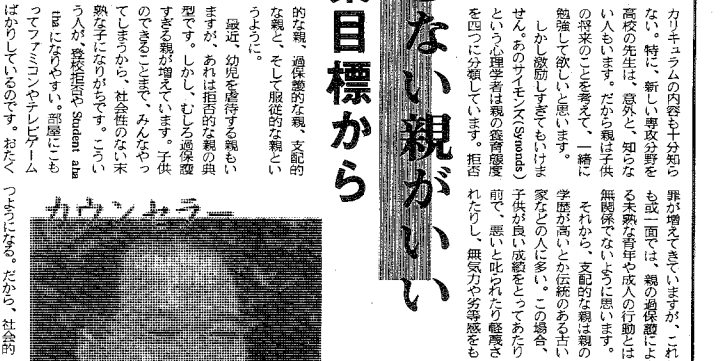 カリキュラムの内容も十分知ら
ない。特に、新しい専攻分野を
高校の先生は、意外と、知らな
い人もいます。だから親は子供
の将来のことを考えて、一緒に
勉強して欲しいと思います。
しかし激励しすぎてもいけま
せん。あのサイモンズ(Symonds)
という心理学者は親の養育態度
を四つに分類しています。拒否
的な親、過保護的な親、支配的
な親と、そして服従的な親とい
うように。
最近、幼児を虐待する親もい
ますが、あれは拒否的な親の典
型です。しかし、むしろ過保護
すぎる親が増えています。子供
のできることまで、みんなやっ
てしまうから、社会性のない未
熟な子になりがちです。こうい
う人が、登校拒否や Student apa
thy になりやすい。部屋にこも
ってファミコンやテレビゲーム
ばかりしているのです。おたく
ない親がいい
目標から
罪が増えてきていますが、これ
も或一面では、親の過保護によ
る未熟な青年や成人の行動とは
無関係でないように思います。
それから、支配的な親は親の
学歴が高いとか伝統のある古い
家などの人に多い。この場合、
子供が良い成績をとってあたり
前で、悪いと叱られたり軽蔑さ
れたりし、無気力や劣等感をも
つようになる。だから、社会的
カウンセラー